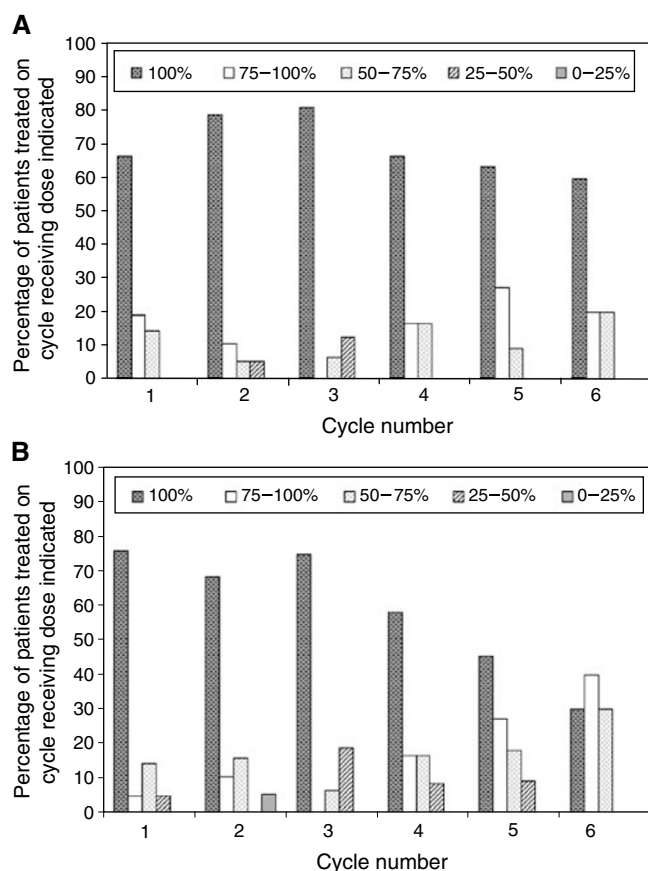 A
100
90
80
70
60
50
40
30
20
10
0
Percentage of patients treated on
cycle receiving dose indicated
100% 75–100% 50–75% 25–50% 0–25%
1 2 3 4 5 6
Cycle number
B
100
90
80
70
60
50
40
30
20
10
0
Percentage of patients treated on
cycle receiving dose indicated
100% 75–100% 50–75% 25–50% 0–25%
1 2 3 4 5 6
Cycle number